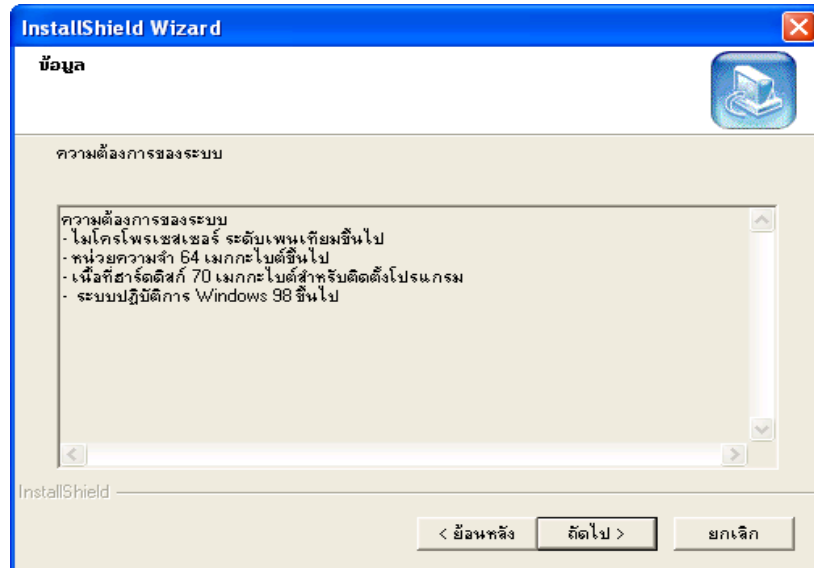 InstallShield Wizard
ข้อมูล
ความต้องการของระบบ
ความต้องการของระบบ
- ไมโครโพรเซสเซอร์ ระดับเพนเทียมขึ้นไป
- หน่วยความจำ 64 เมกกะไบต์ขึ้นไป
- เนื้อที่ฮาร์ดดิสก์ 70 เมกกะไบต์สำหรับติดตั้งโปรแกรม
-  ระบบปฏิบัติการ Windows 98 ขึ้นไป
InstallShield
< ย้อนหลัง
ถัดไป >
ยกเลิก